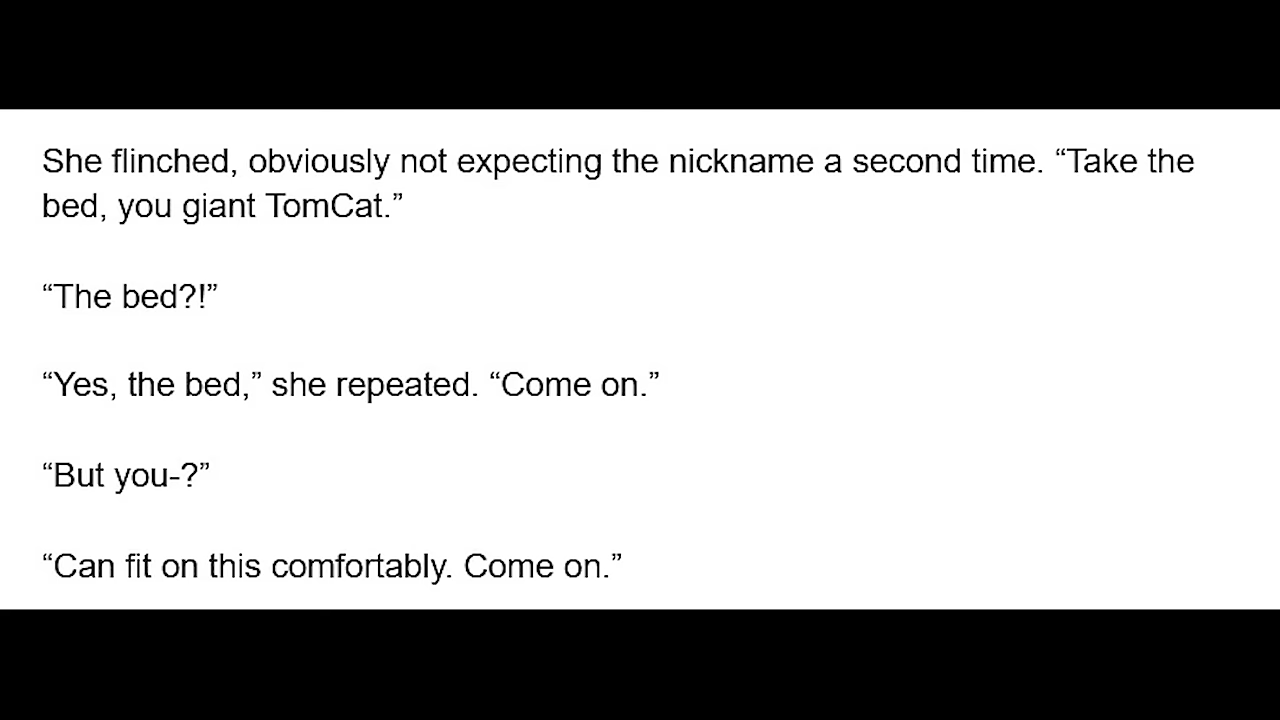 She flinched, obviously not expecting the nickname a second time. “Take the
bed, you giant TomCat.”
“The bed?!”
“Yes, the bed,” she repeated. “Come on.”
“But you-?”
“Can fit on this comfortably. Come on.”